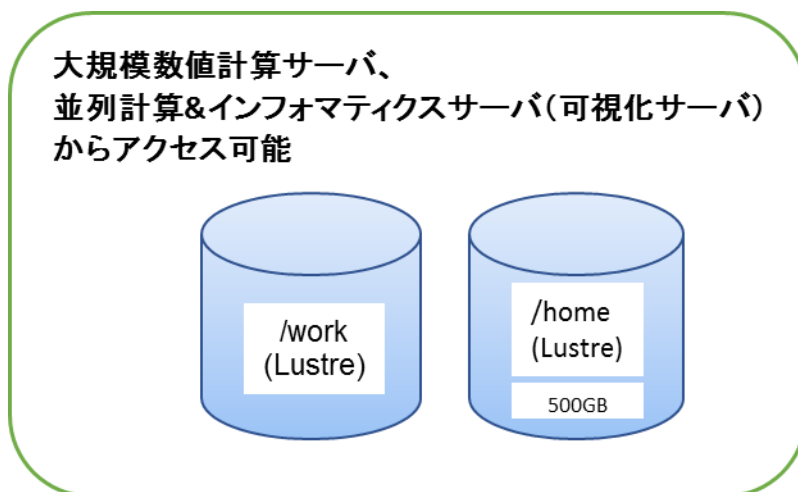 大規模数値計算サーバ、
並列計算&インフォマティクスサーバ(可視化サーバ)
からアクセス可能
/work
(Lustre)
/home
(Lustre)
500GB